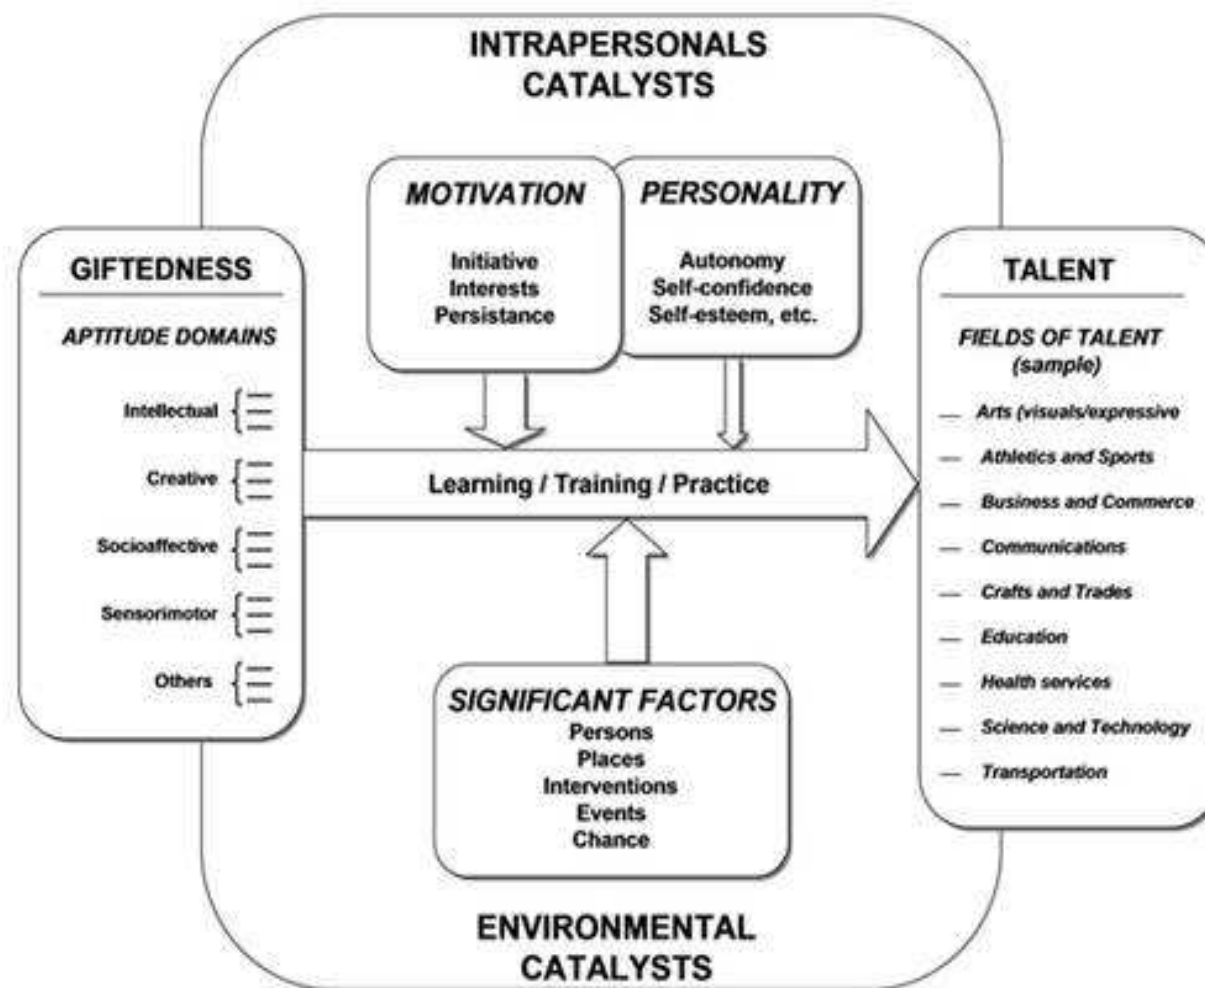 INTRAPERSONALS
CATALYSTS
MOTIVATION
Initiative
Interests
Persistance
PERSONALITY
Autonomy
Self-confidence
Self-esteem, etc.
GIFTEDNESS
APTITUDE DOMAINS
Intellectual
Creative
Socioaffective
Sensorimotor
Others
Learning / Training / Practice
TALENT
FIELDS OF TALENT
(sample)
— Arts (visuals/expressive
— Athletics and Sports
— Business and Commerce
— Communications
— Crafts and Trades
— Education
— Health services
— Science and Technology
— Transportation
SIGNIFICANT FACTORS
Persons
Places
Interventions
Events
Chance
ENVIRONMENTAL
CATALYSTS